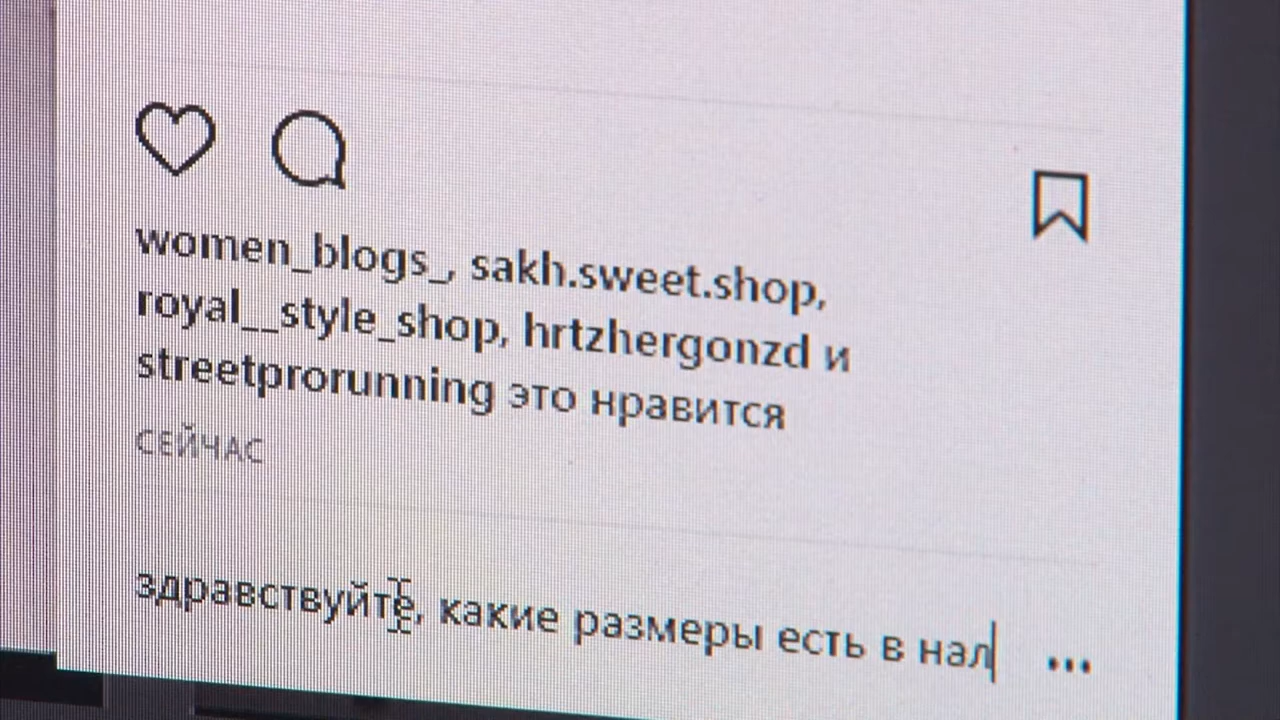 women_blogs_, sakh.sweet.shop,
royal__style_shop, hrtzhergonzd и
streetprorunning это нравится
СЕЙЧАС
здравствуйте, какие размеры есть в нал